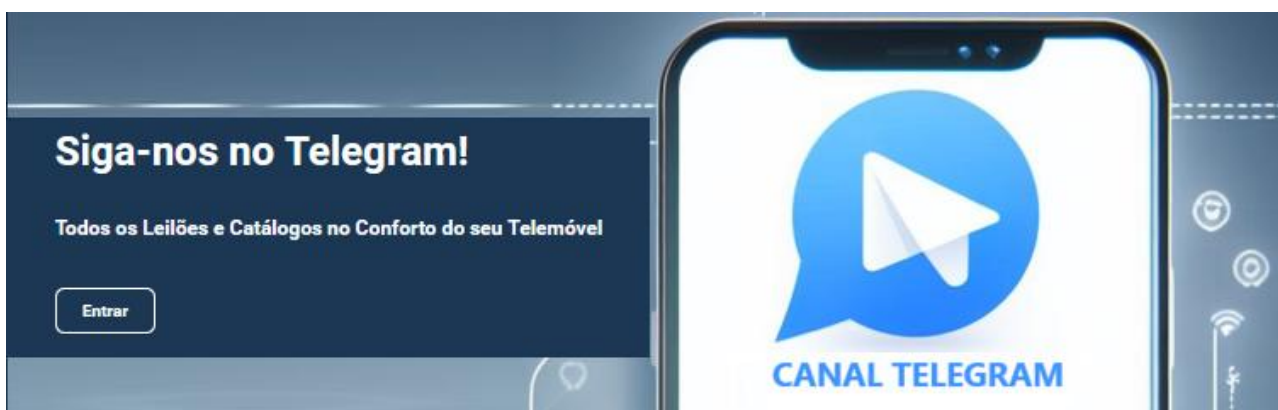 Siga-nos no Telegram!
Todos os Leilões e Catálogos no Conforto do seu Telemóvel
Entrar
CANAL TELEGRAM